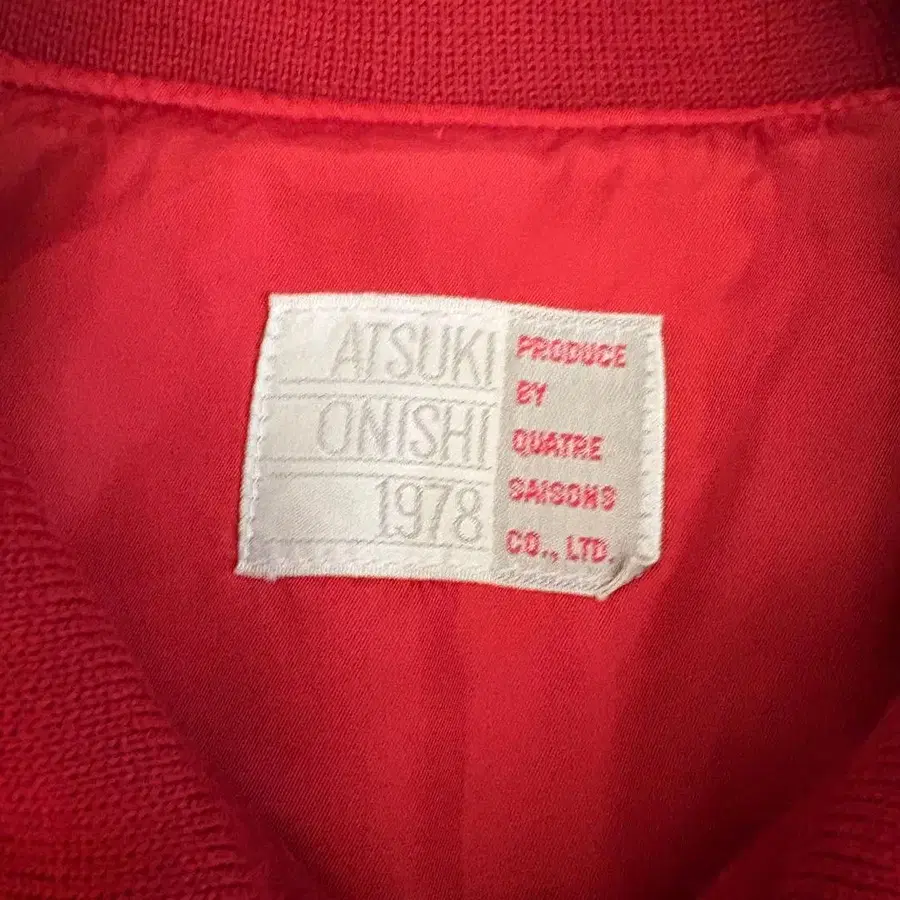 ATSUKI
ONISHI
1978
PRODUCE
BY
QUATRE
SAISONS
CO., LTD.